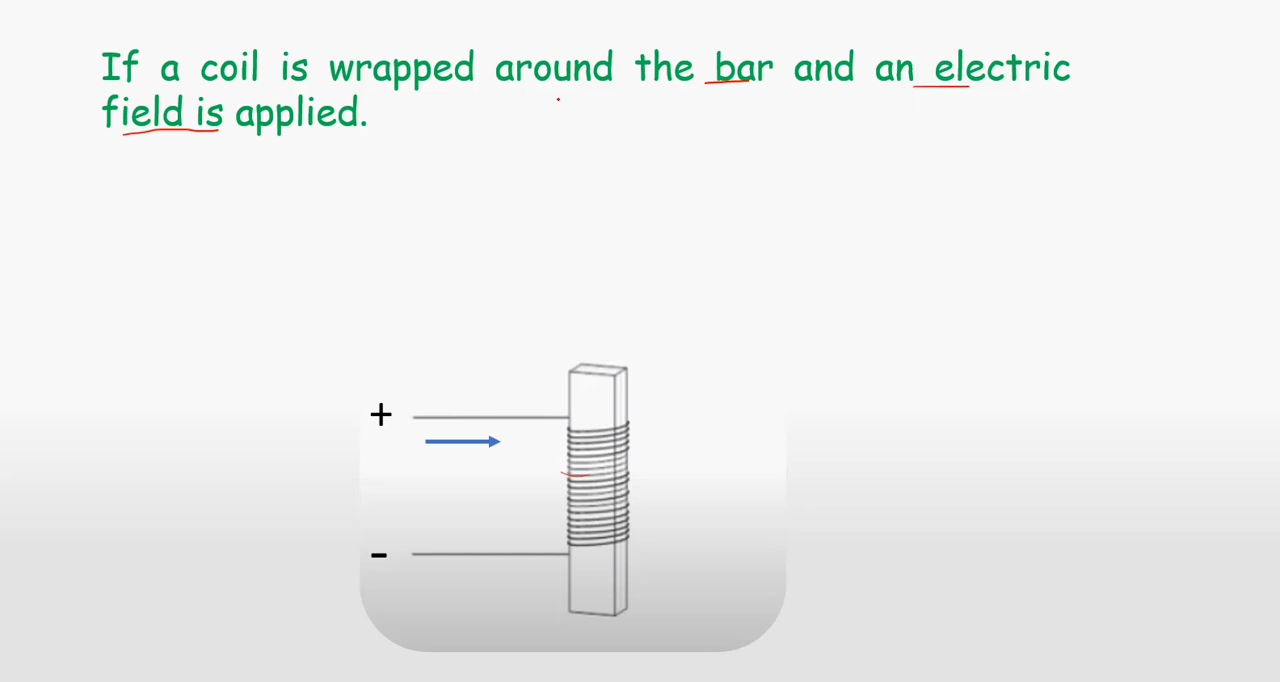 If a coil is wrapped around the bar and an electric
field is applied.
+
-